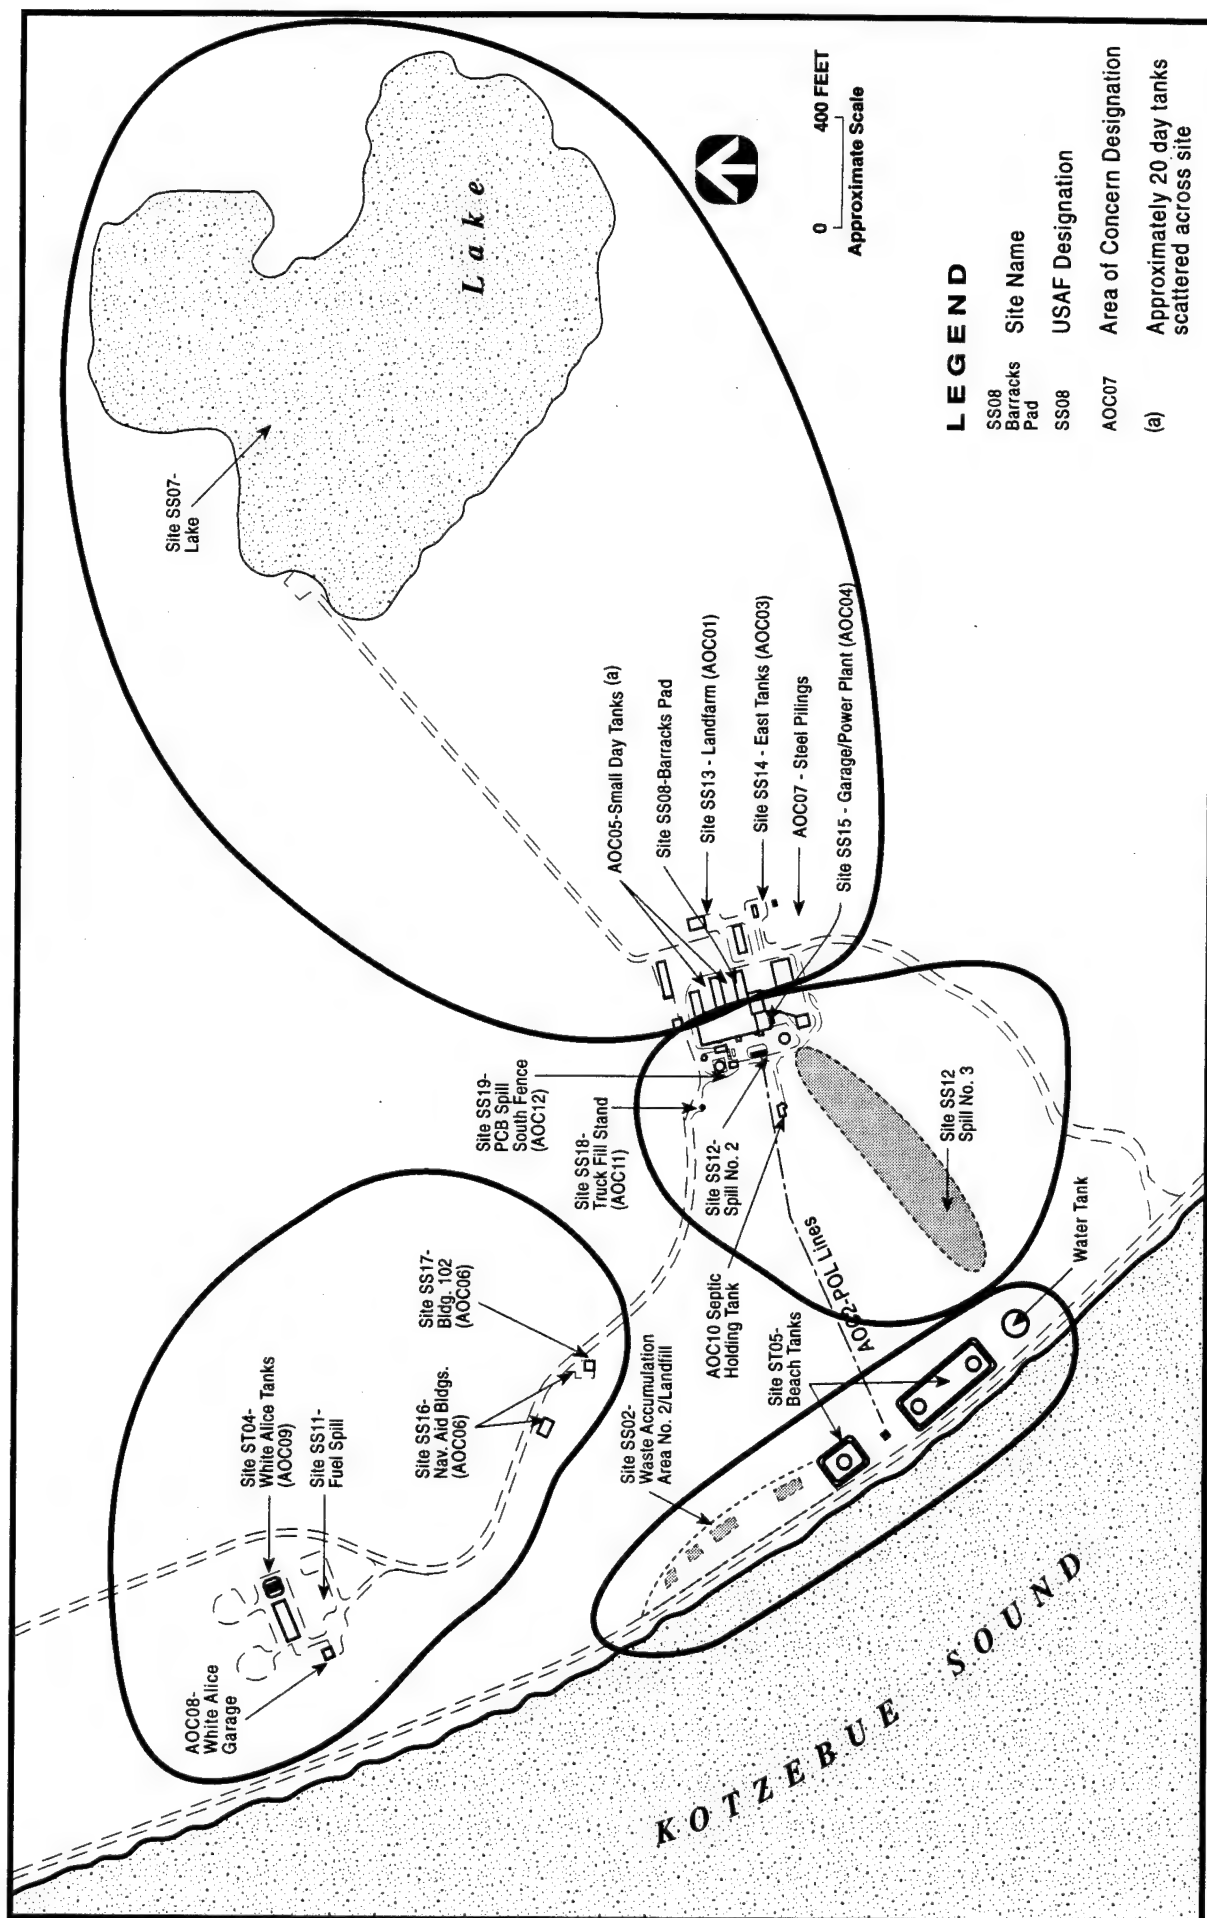 Site SS07-
Lake
Lake
0 400 FEET
Approximate Scale
AOC05-Small Day Tanks (a)
Site SS08-Barracks Pad
Site SS13 - Landfarm (AOC01)
Site SS14 - East Tanks (AOC03)
AOC07 - Steel Pilings
Site SS15 - Garage/Power Plant (AOC04)
Site SS19-
PCB Spill
South Fence
(AOC12)
Site SS18-
Truck Fill Stand
(AOC11)
Site SS12-
Spill No. 2
AOC10 Septic
Holding Tank
AOC02-POL Lines
Site SS12
Spill No. 3
Water Tank
Site SS17-
Bldg. 102
(AOC06)
Site SS16-
Nav. Aid Bldgs.
(AOC06)
Site ST04-
White Alice Tanks
(AOC09)
Site SS11-
Fuel Spill
AOC08-
White Alice
Garage
Site SS02-
Waste Accumulation
Area No. 2/Landfill
Site ST05-
Beach Tanks
KOTZEBUE SOUND
LEGEND
SS08
Barracks
Pad
Site Name
SS08 USAF Designation
AOC07 Area of Concern Designation
(a) Approximately 20 day tanks
scattered across site